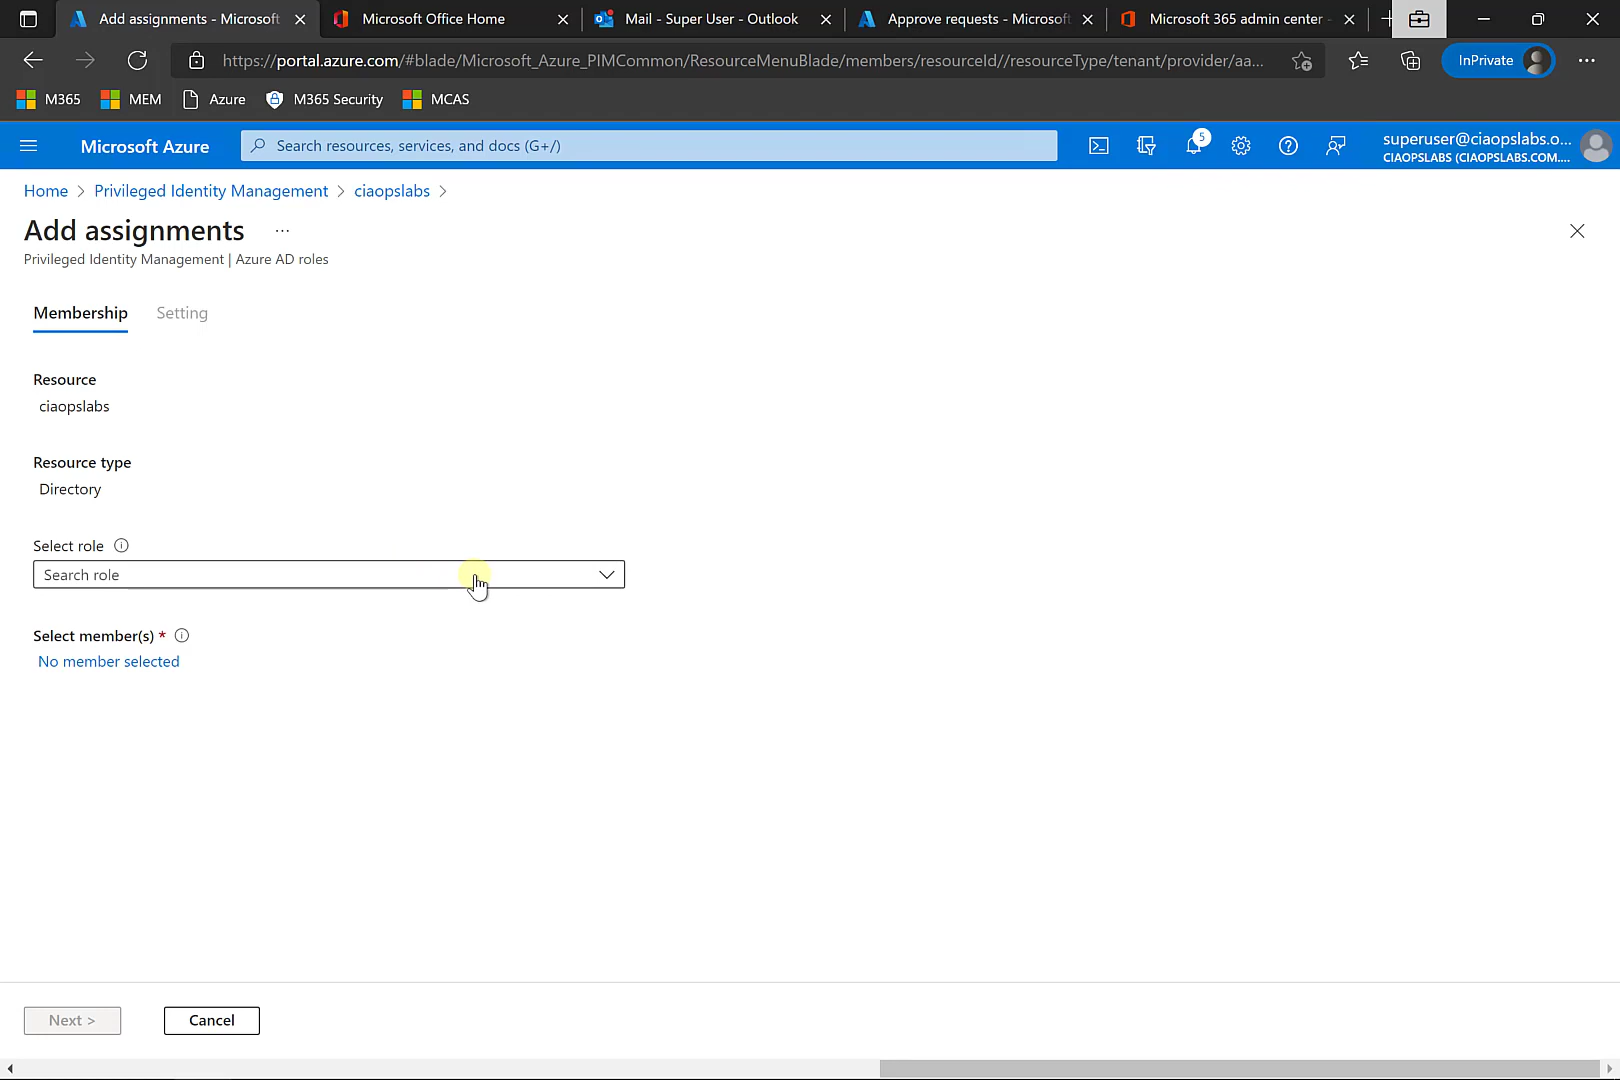 Add assignments - Microsoft
Microsoft Office Home
Mail - Super User - Outlook
Approve requests - Microsoft
Microsoft 365 admin center -
https://portal.azure.com/#blade/Microsoft_Azure_PIMCommon/ResourceMenuBlade/members/resourceId//resourceType/tenant/provider/aa...
InPrivate
M365
MEM
Azure
M365 Security
MCAS
Microsoft Azure
Search resources, services, and docs (G+/)
5
superuser@ciaopslabs.o...
CIAOPSLABS (CIAOPSLABS.COM....
Home > Privileged Identity Management > ciaopslabs >
Add assignments ...
Privileged Identity Management | Azure AD roles
Membership
Setting
Resource
ciaopslabs
Resource type
Directory
Select role
Search role
Select member(s) *
No member selected
Next >
Cancel